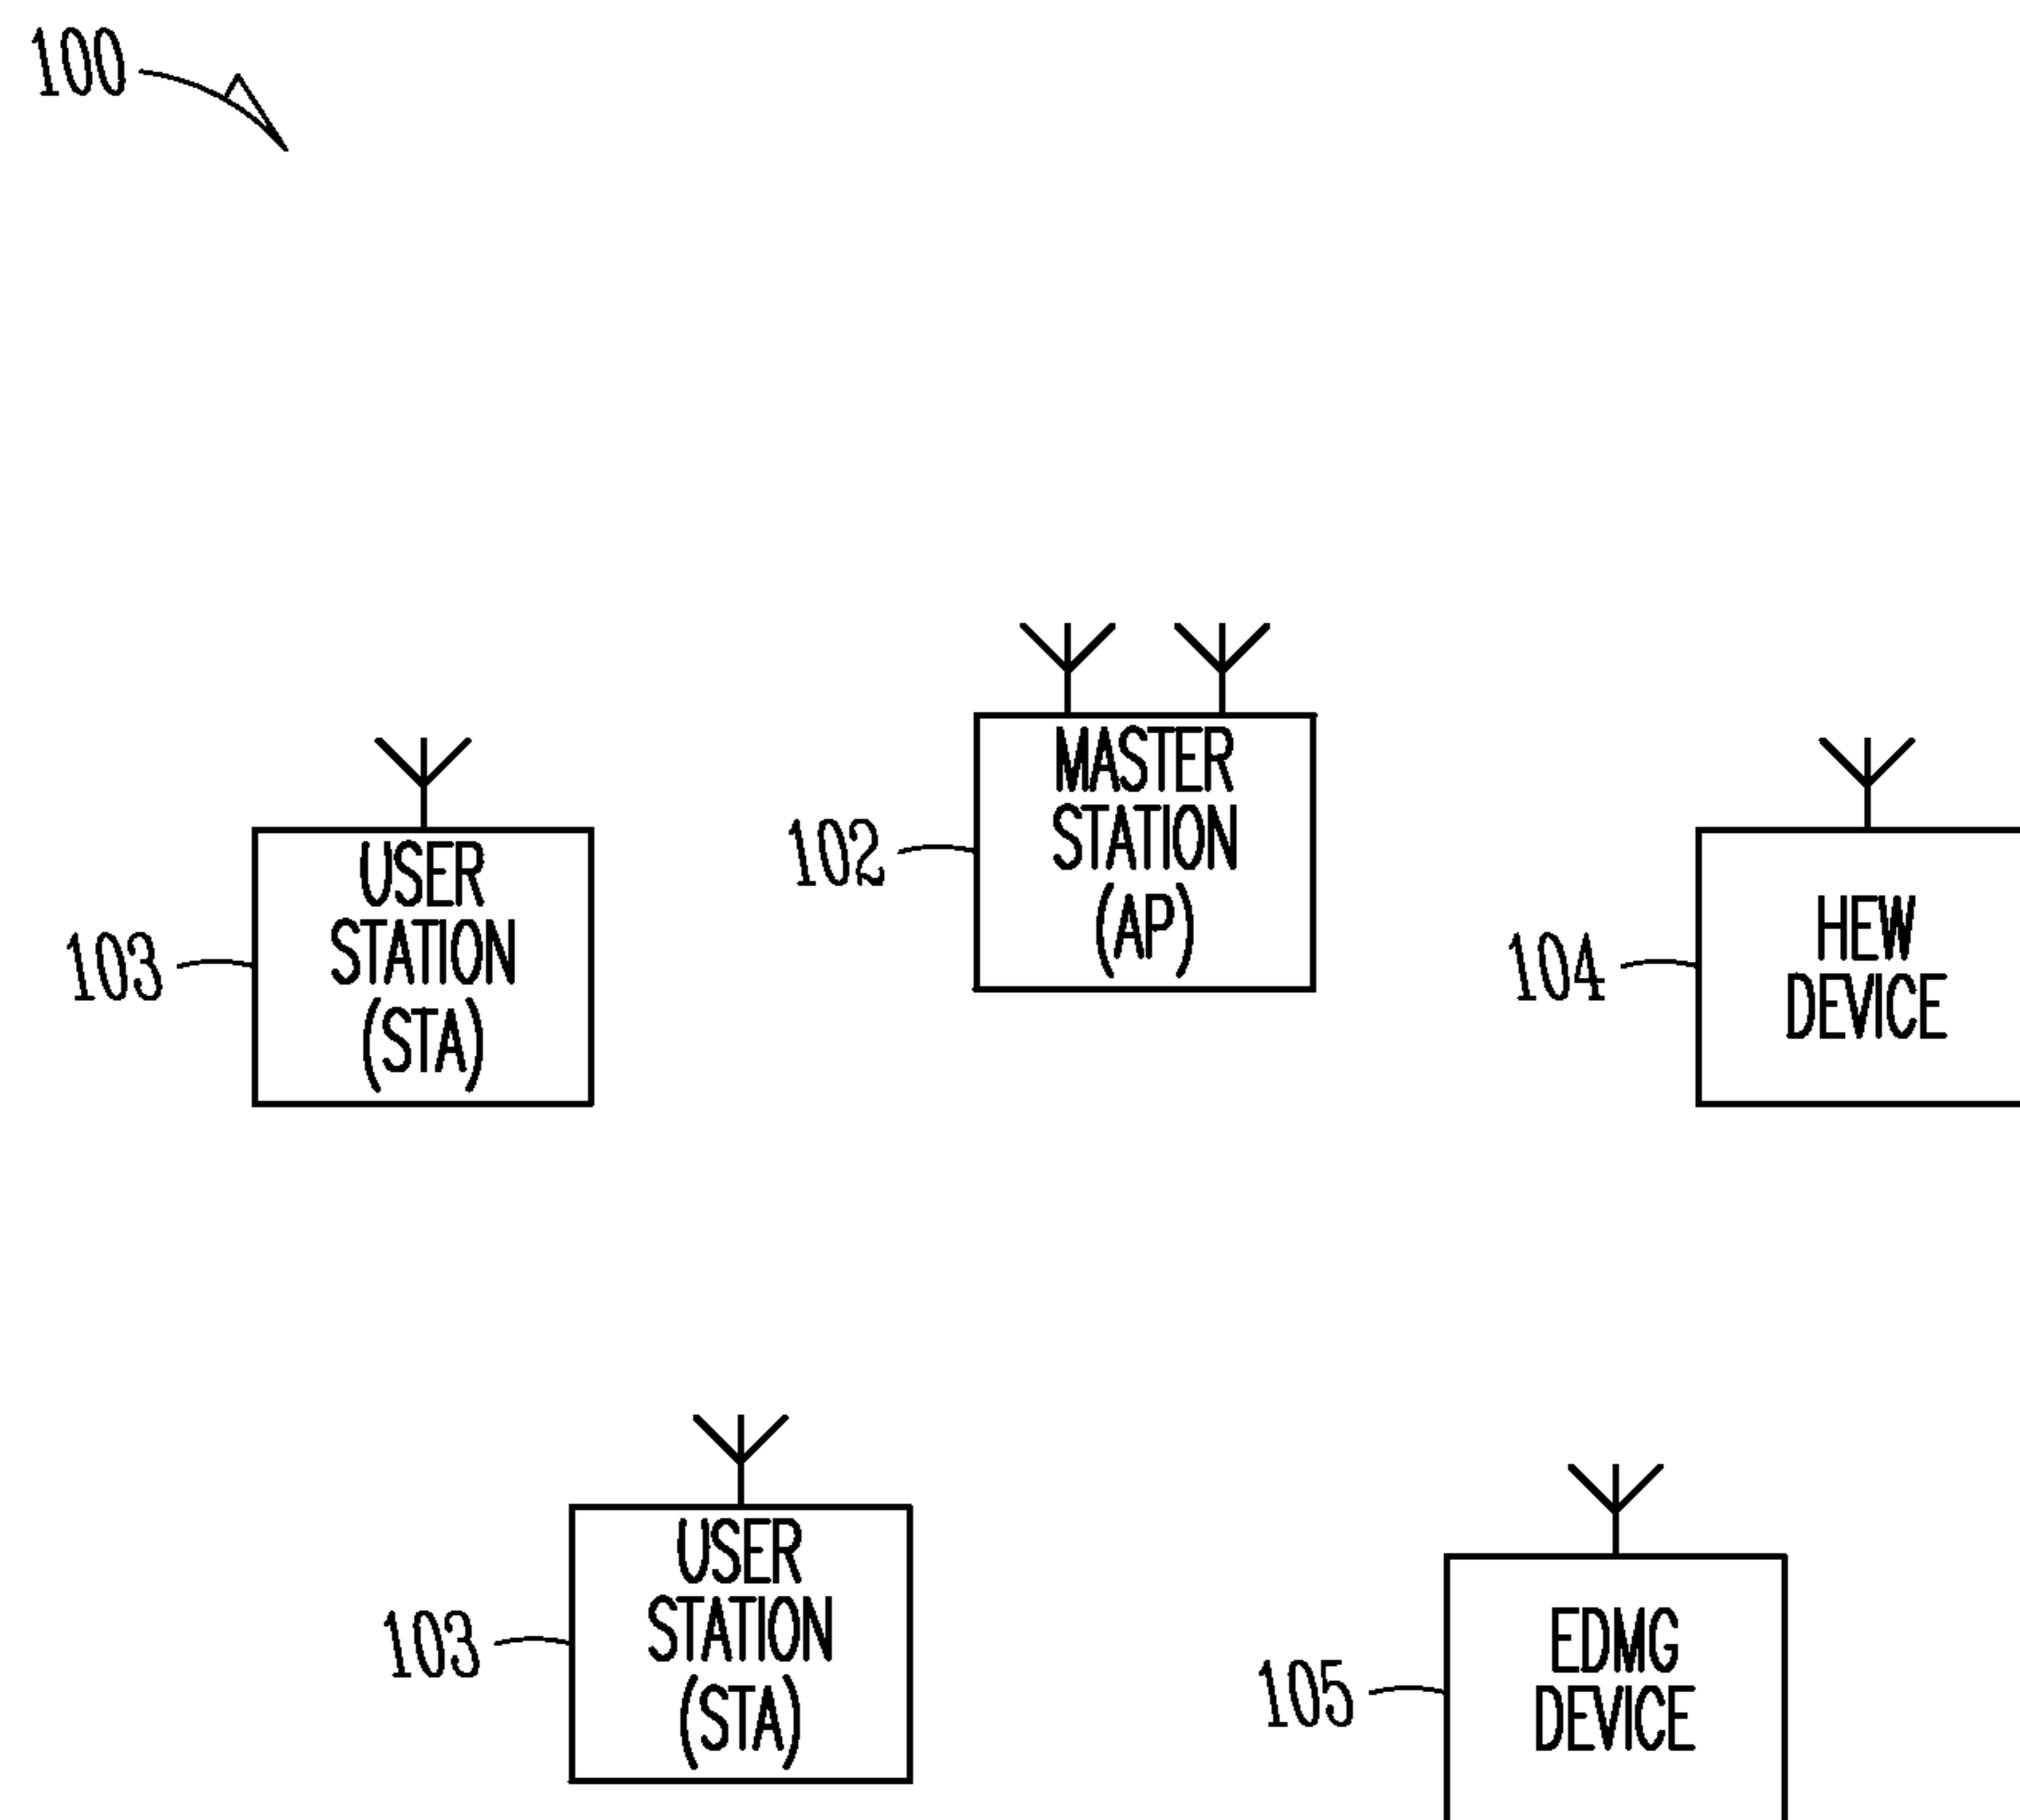 100
MASTER
STATION
(AP)
102
USER
STATION
(STA)
103
HEW
DEVICE
104
USER
STATION
(STA)
103
EDMG
DEVICE
105